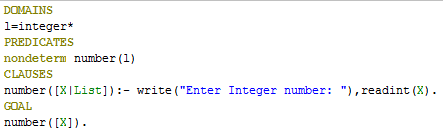 DOMAINS
l=integer*
PREDICATES
nondeterm number(l)
CLAUSES
number([X|List]):- write("Enter Integer number: "),readint(X).
GOAL
number([X]).